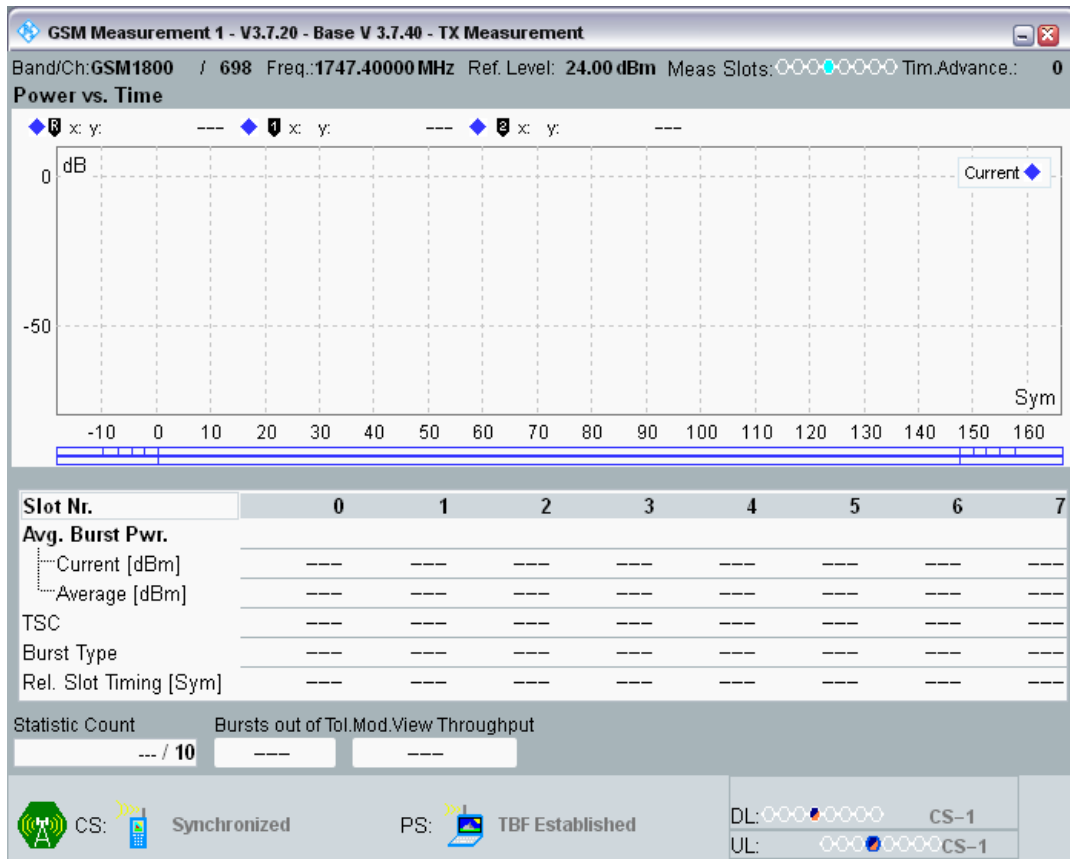 GSM Measurement 1 - V3.7.20 - Base V 3.7.40 - TX Measurement
Band/Ch:GSM1800 / 698 Freq.:1747.40000 MHz Ref. Level: 24.00 dBm Meas Slots: Tim.Advance.: 0
Power vs. Time
R x: y: --- 1 x: y: --- 2 x: y: ---
dB
0
Current
-50
Sym
-10 0 10 20 30 40 50 60 70 80 90 100 110 120 130 140 150 160
Slot Nr. 0 1 2 3 4 5 6 7
Avg. Burst Pwr.
Current [dBm] --- --- --- --- --- --- --- ---
Average [dBm] --- --- --- --- --- --- --- ---
TSC --- --- --- --- --- --- --- ---
Burst Type --- --- --- --- --- --- --- ---
Rel. Slot Timing [Sym] --- --- --- --- --- --- --- ---
Statistic Count Bursts out of Tol.Mod.View Throughput
--- / 10 --- ---
CS: Synchronized PS: TBF Established DL: CS-1
UL: CS-1